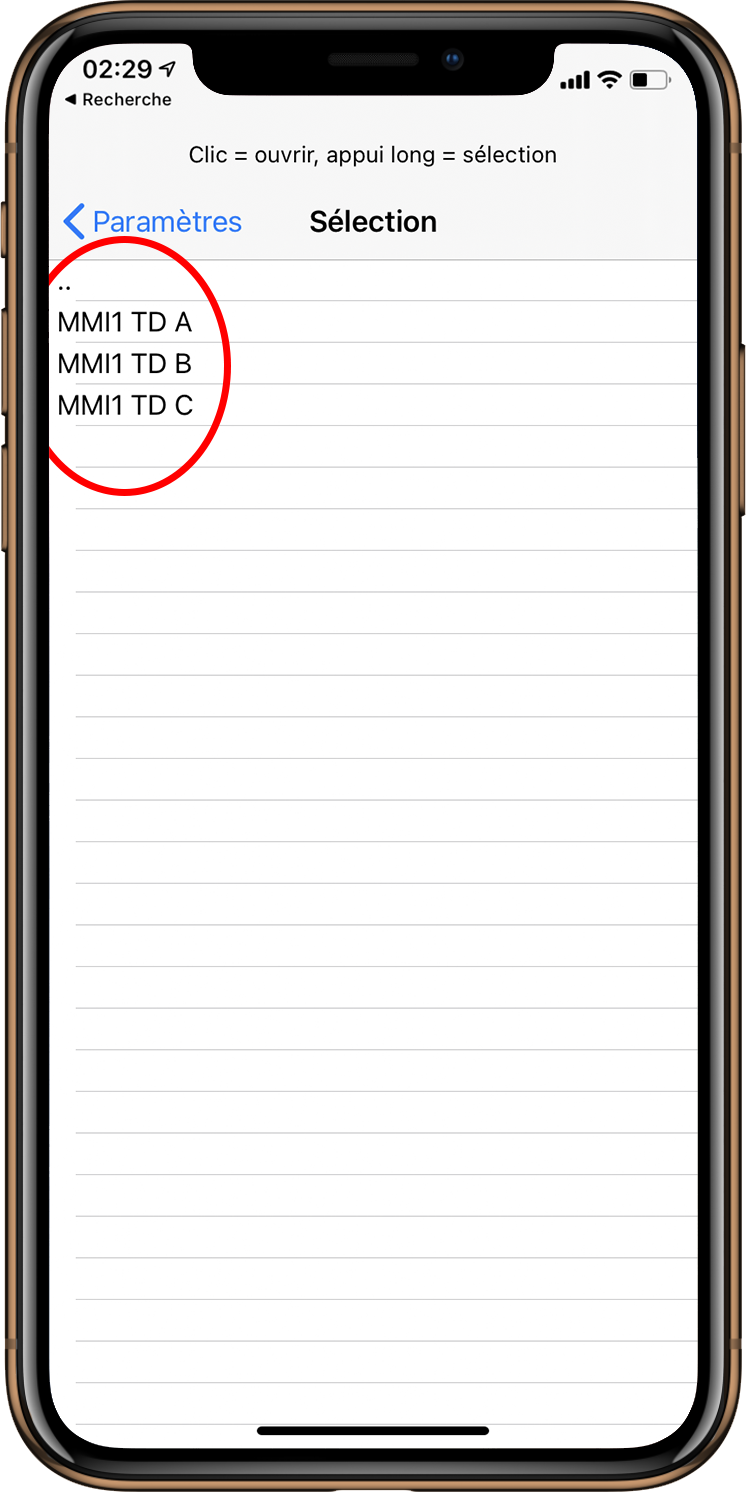 02:29
◀ Recherche
Clic = ouvrir, appui long = sélection
Paramètres
Sélection
..
MMI1 TD A
MMI1 TD B
MMI1 TD C